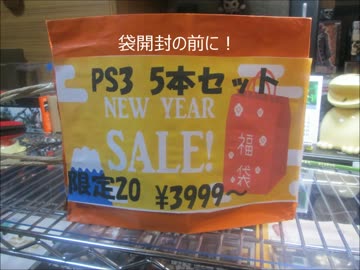 袋開封の前に！
PS3 5本セット
NEW YEAR
SALE!
福袋
限定20 ¥3999～